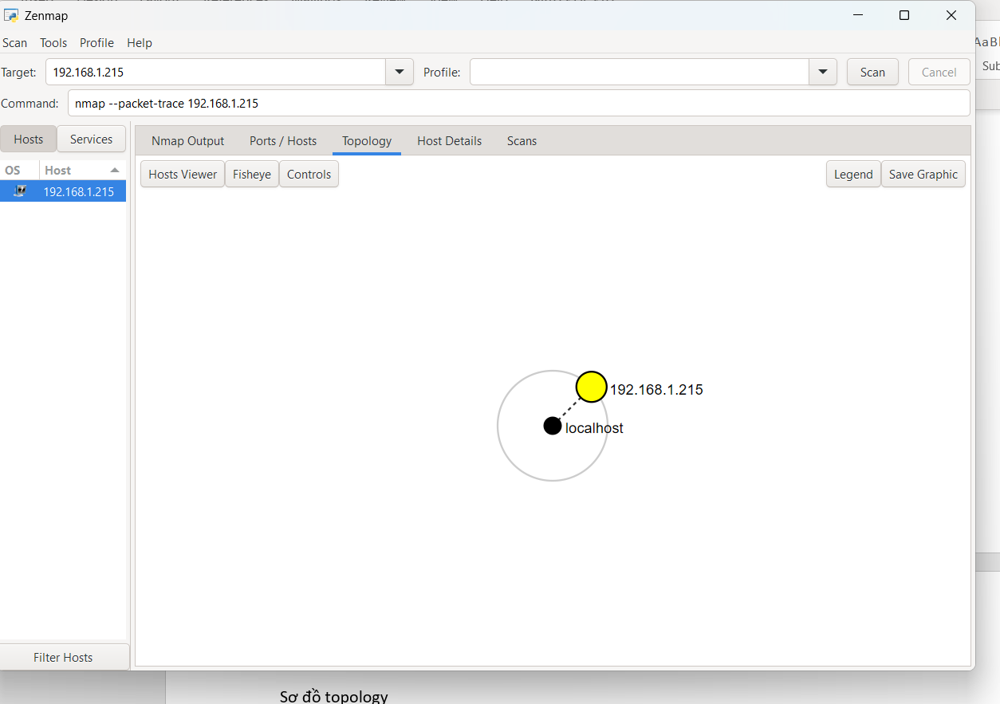 Zenmap
Scan Tools Profile Help
Target: 192.168.1.215 Profile: Scan Cancel
Command: nmap --packet-trace 192.168.1.215
Hosts Services
Nmap Output Ports / Hosts Topology Host Details Scans
OS Host
Hosts Viewer Fisheye Controls Legend Save Graphic
192.168.1.215
192.168.1.215
localhost
Filter Hosts
Sơ đồ topology